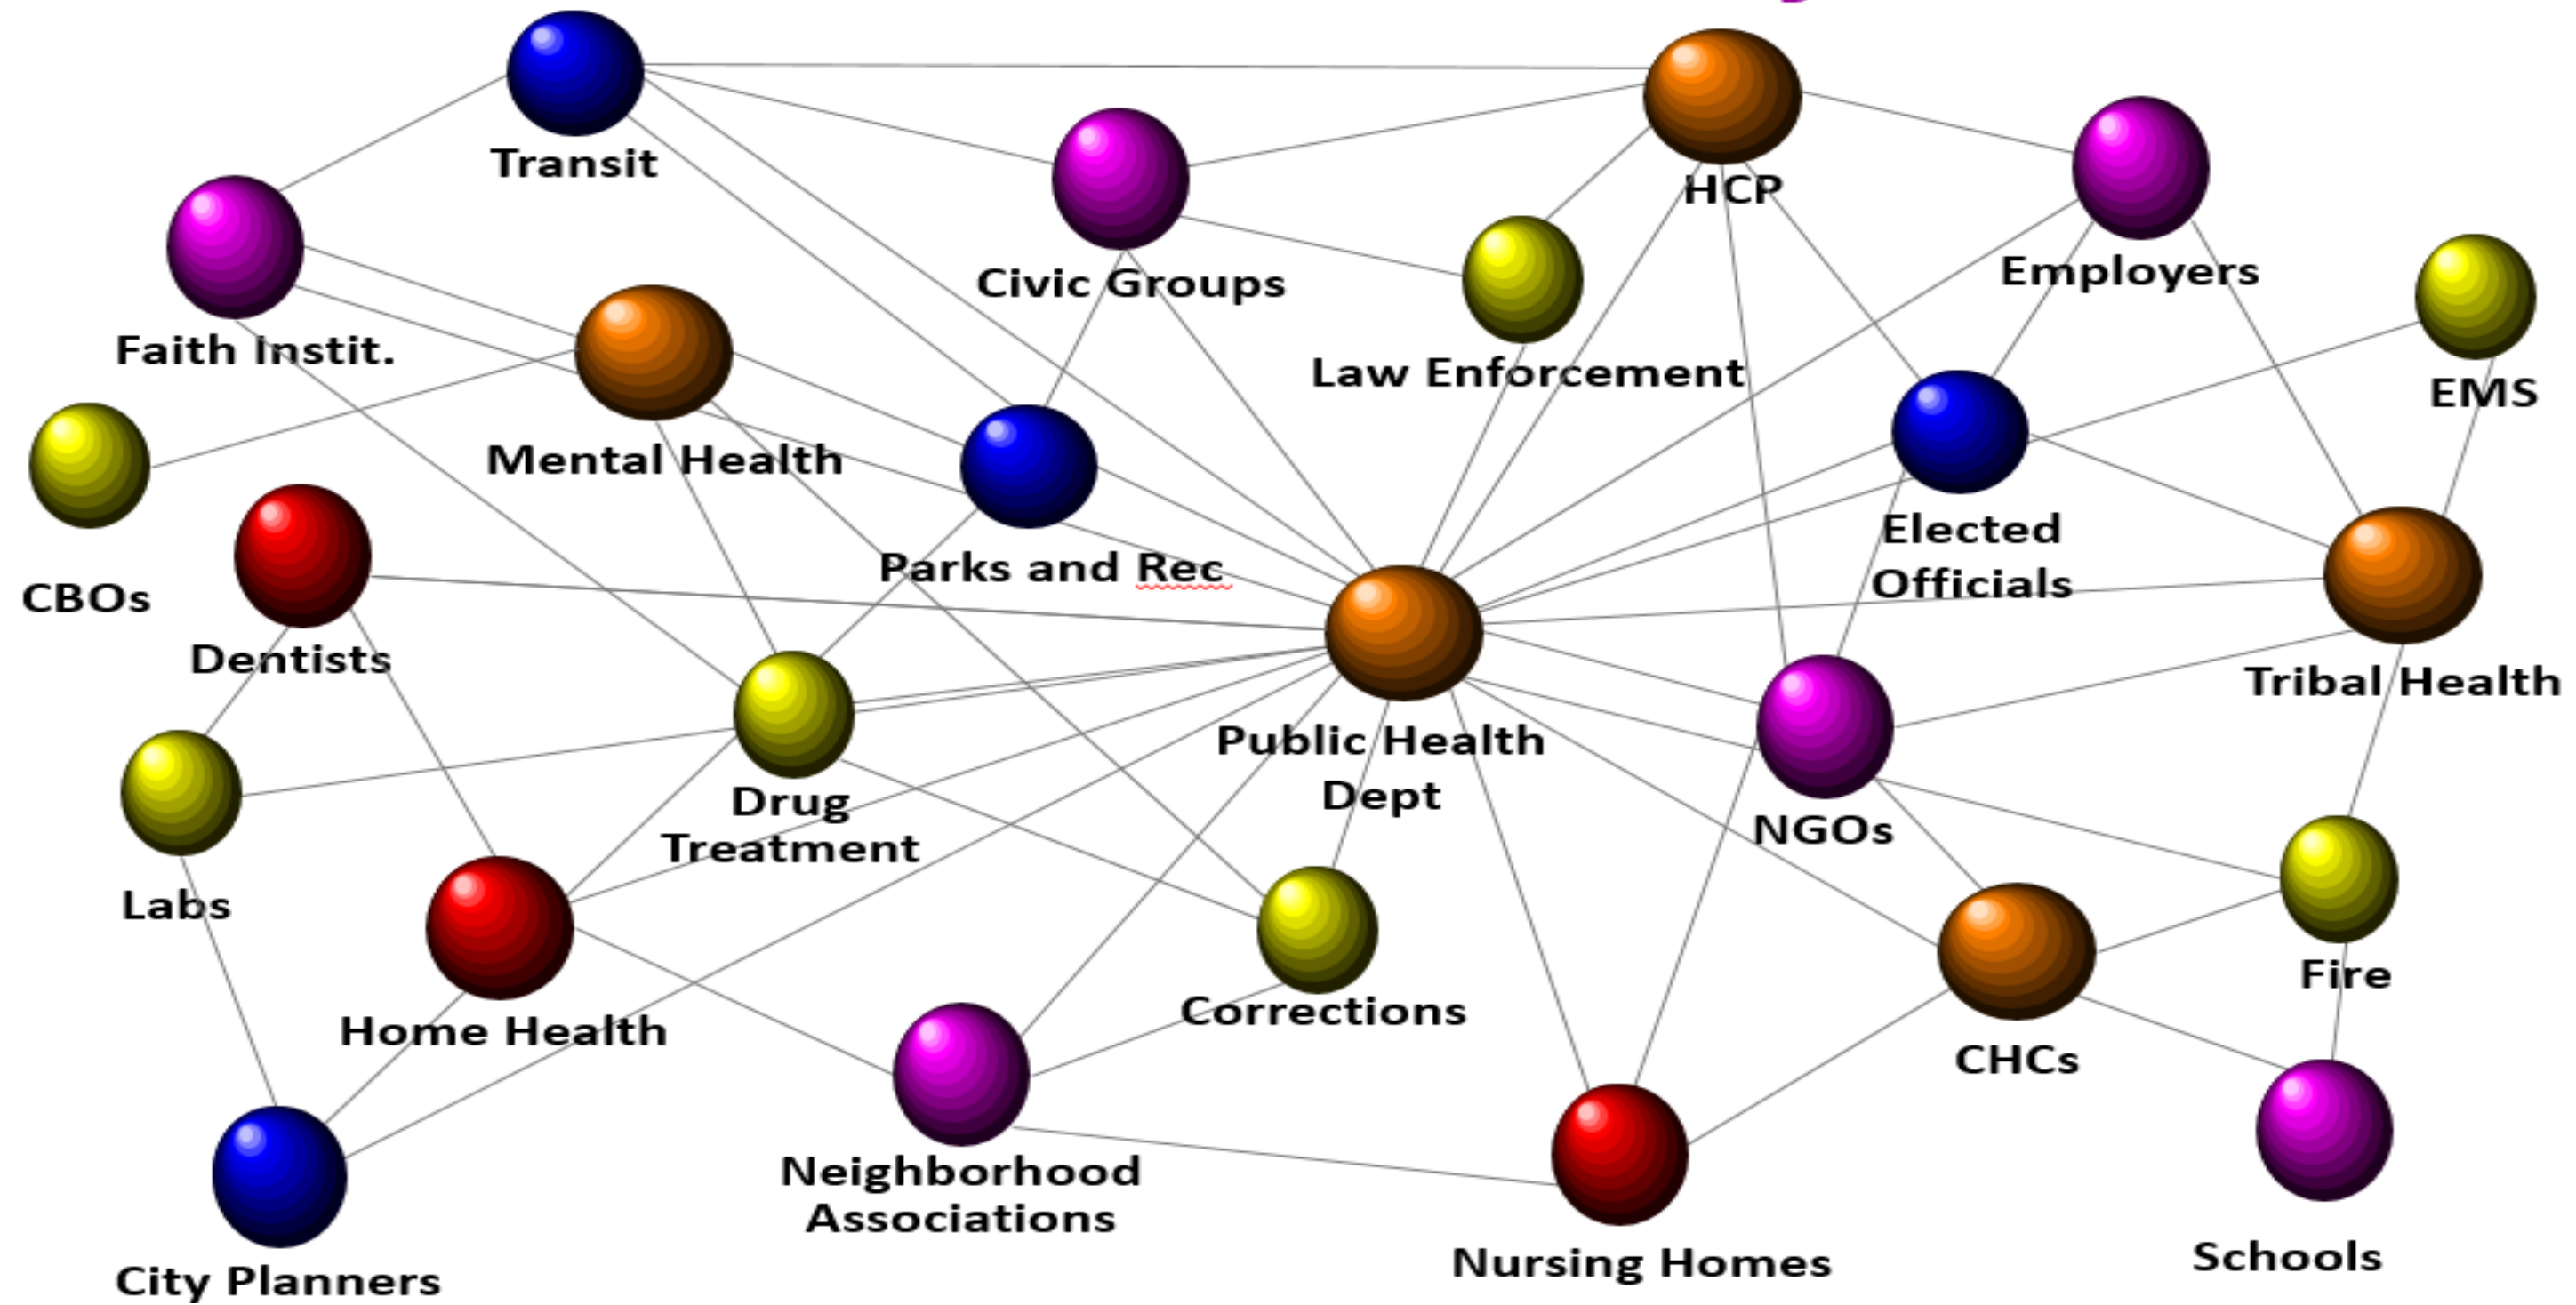 Transit
HCP
Civic Groups
Employers
Faith Instit.
Law Enforcement
EMS
Mental Health
Elected
Officials
Parks and Rec
CBOs
Dentists
Tribal Health
Public Health
Dept
Drug
Treatment
NGOs
Labs
Fire
Corrections
Home Health
CHCs
Neighborhood
Associations
Nursing Homes
Schools
City Planners